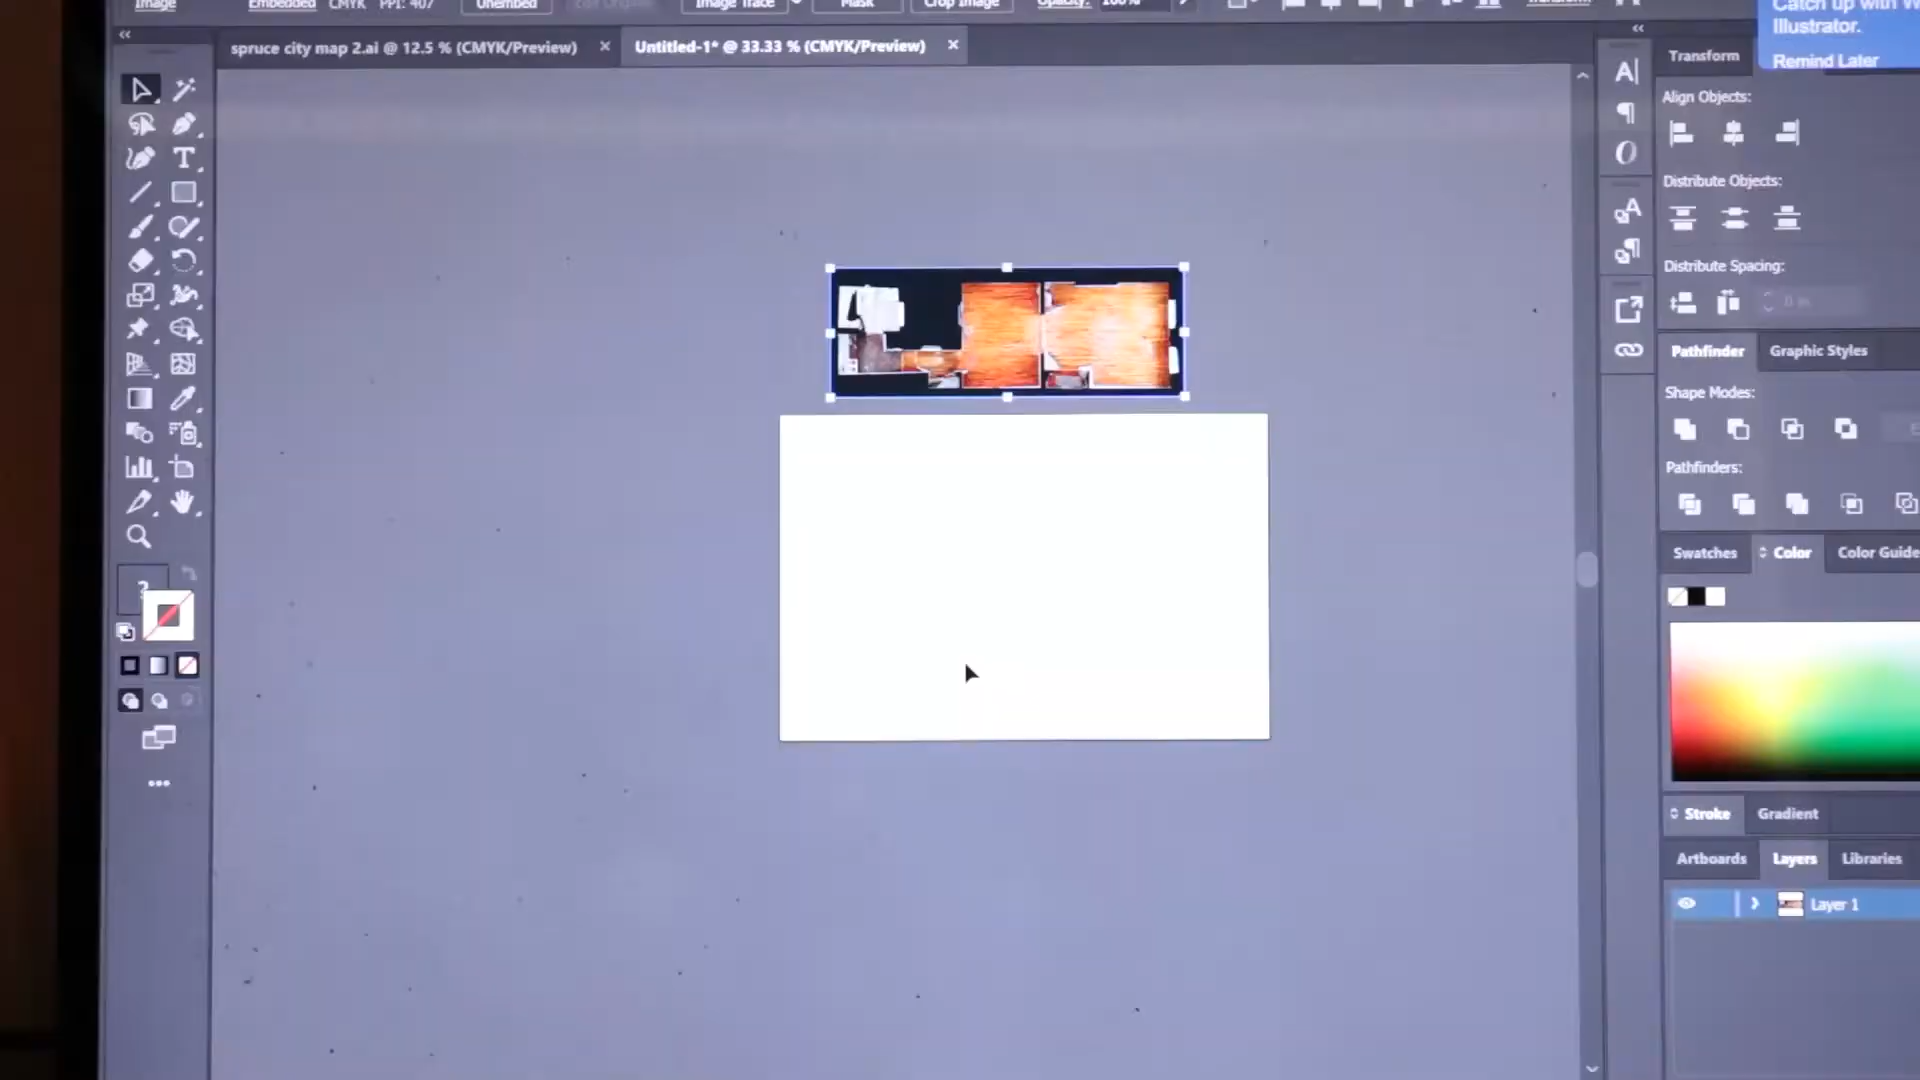 Image
Embedded CMYK PPI: 407
Unembed
Image Trace
Mask
Crop Image
Opacity: 100%
Transform
Catch up with
Illustrator.
Remind Later
spruce city map 2.ai @ 12.5 % (CMYK/Preview) ×
Untitled-1* @ 33.33 % (CMYK/Preview) ×
Transform
Align Objects:
Distribute Objects:
Distribute Spacing:
0 in
Pathfinder
Graphic Styles
Shape Modes:
Pathfinders:
Swatches
Color
Color Guide
?
Stroke
Gradient
Artboards
Layers
Libraries
Layer 1